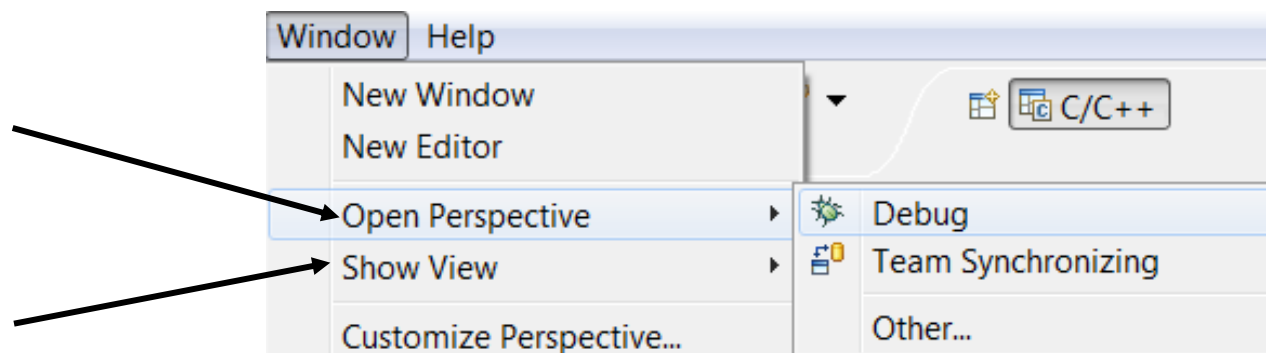 Window Help
New Window
C/C++
New Editor
Open Perspective
Debug
Show View
Team Synchronizing
Customize Perspective...
Other...